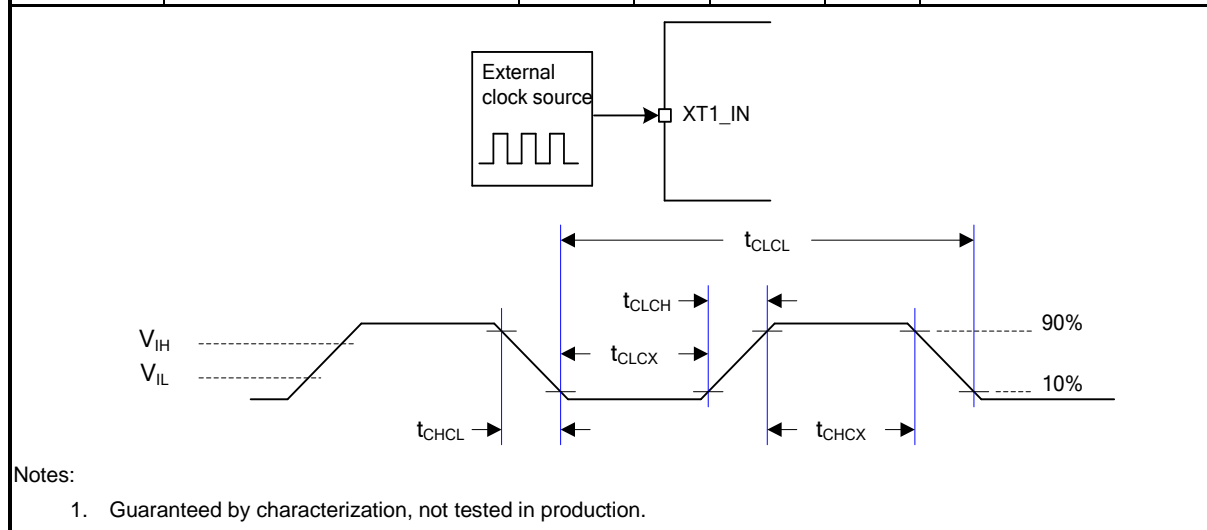 External
clock source
XT1_IN
tCLCL
tCLCH
VIH
90%
tCLCX
VIL
10%
tCHCL
tCHCX
Notes:
1. Guaranteed by characterization, not tested in production.